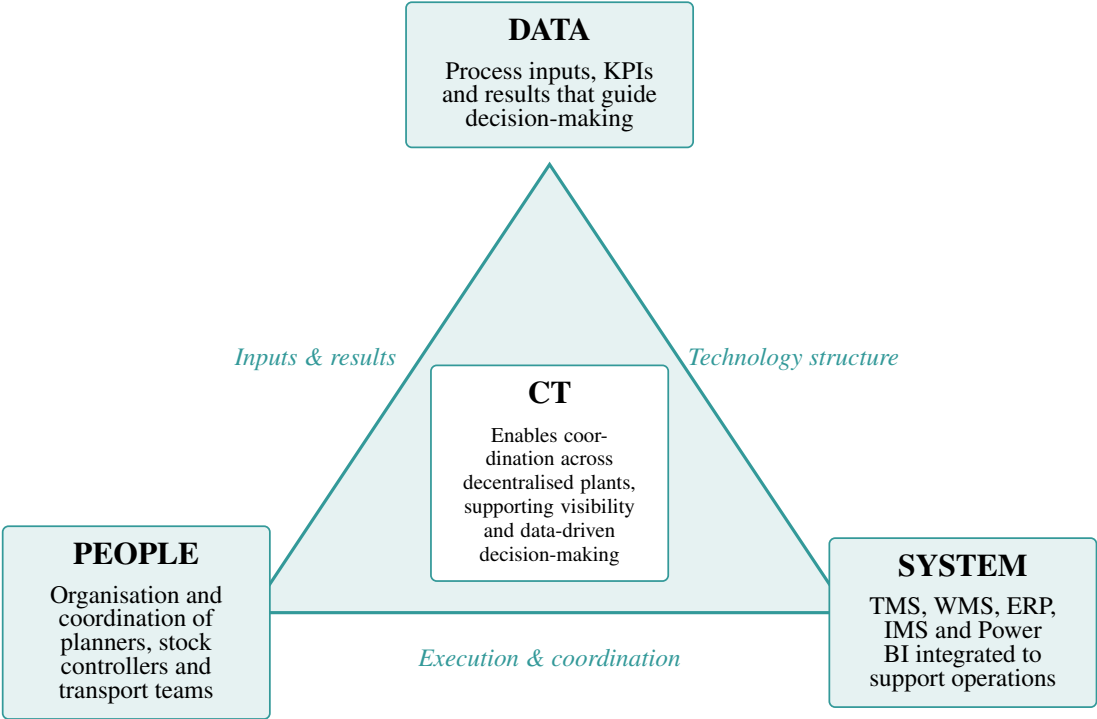 DATA
Process inputs, KPIs
and results that guide
decision-making
Inputs & results
Technology structure
CT
Enables coor-
dination across
decentralised plants,
supporting visibility
and data-driven
decision-making
PEOPLE
Organisation and
coordination of
planners, stock
controllers and
transport teams
SYSTEM
TMS, WMS, ERP,
IMS and Power
BI integrated to
support operations
Execution & coordination